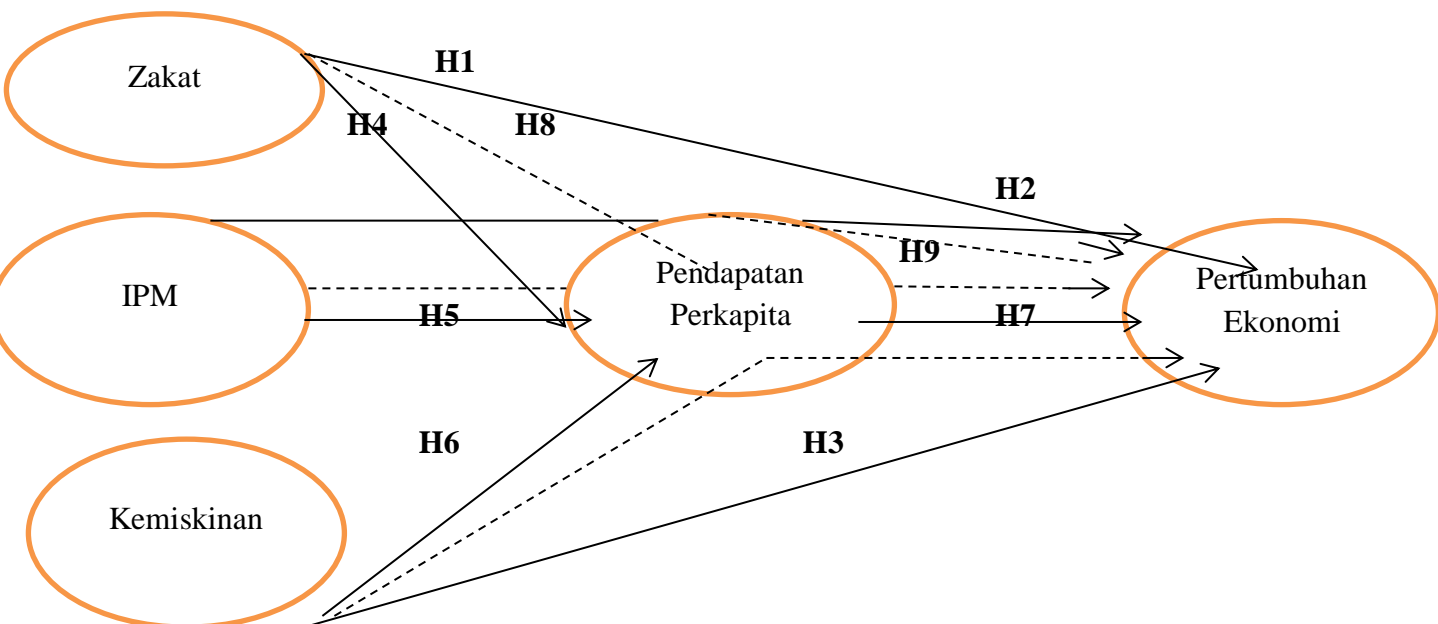 H1
Zakat
H4
H8
H2
H9
Pendapatan
Perkapita
IPM
Pertumbuhan
Ekonomi
H5
H7
H6
H3
Kemiskinan